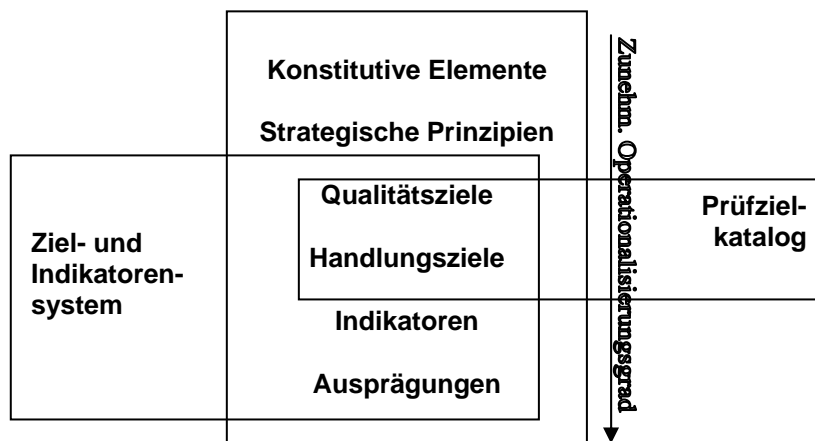 Konstitutive Elemente
Strategische Prinzipien
Qualitätsziele
Handlungsziele
Indikatoren
Ausprägungen
Ziel- und
Indikatoren-
system
Prüfziel-
katalog
Zunehm. Operationalisierungsgrad